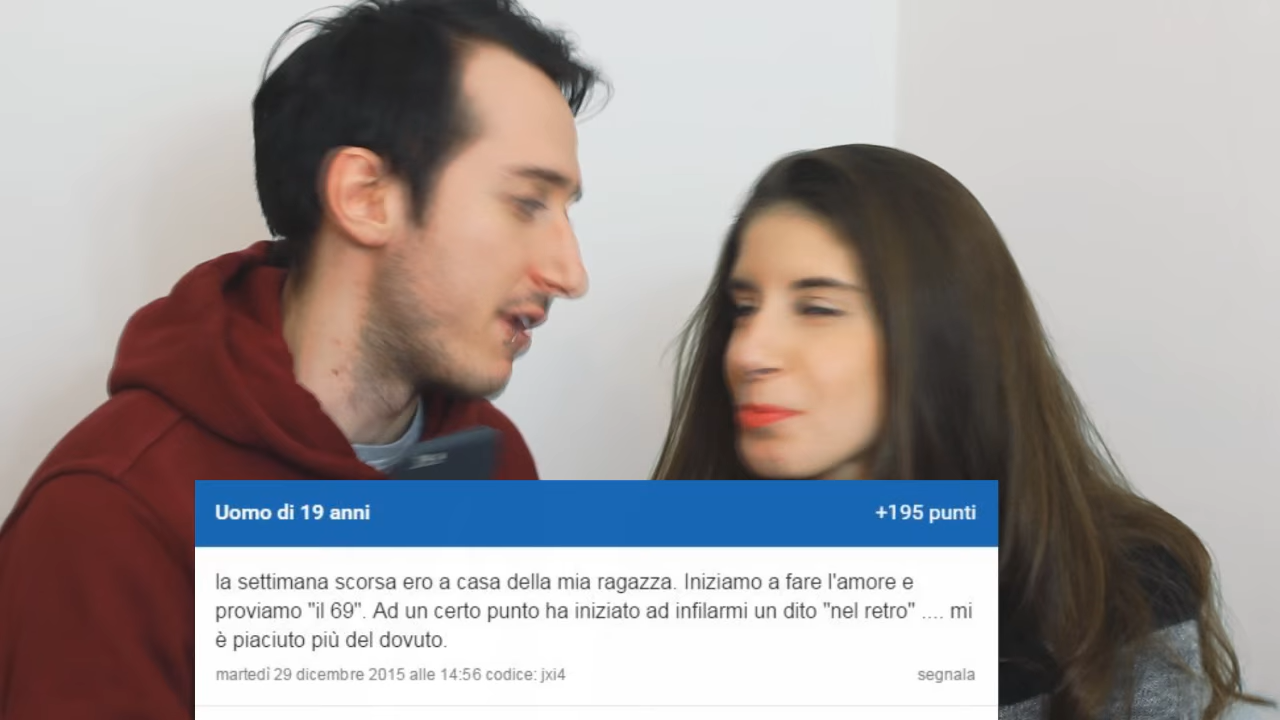 Uomo di 19 anni
+195 punti
la settimana scorsa ero a casa della mia ragazza. Iniziamo a fare l'amore e
proviamo "il 69". Ad un certo punto ha iniziato ad infilarmi un dito "nel retro" .... mi
è piaciuto più del dovuto.
martedì 29 dicembre 2015 alle 14:56 codice: jxi4
segnala